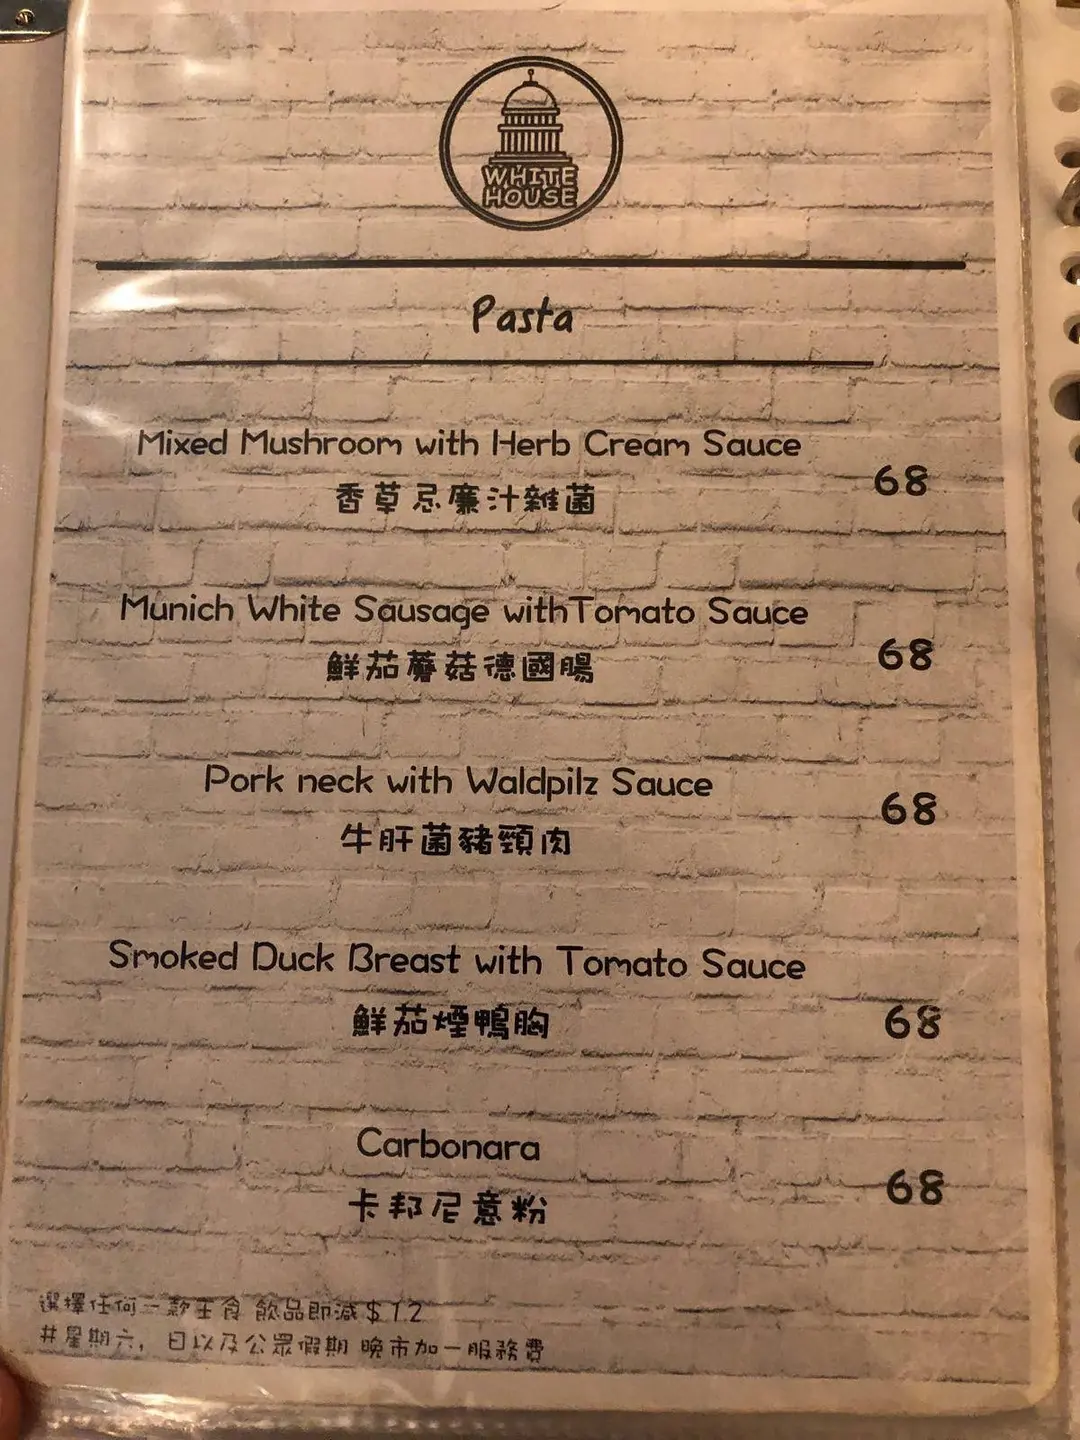 WHITE
HOUSE
Pasta
Mixed Mushroom with Herb Cream Sauce
香草忌廉汁雜菌
68
Munich White Sausage withTomato Sauce
鮮茄蘑菇德國腸
68
Pork neck with Waldpilz Sauce
牛肝菌豬頸肉
68
Smoked Duck Breast with Tomato Sauce
鮮茄煙鴨胸
68
Carbonara
卡邦尼意粉
68
選擇任何一款主食 飲品即減$12
#星期六，日以及公眾假期 晚市加一服務費